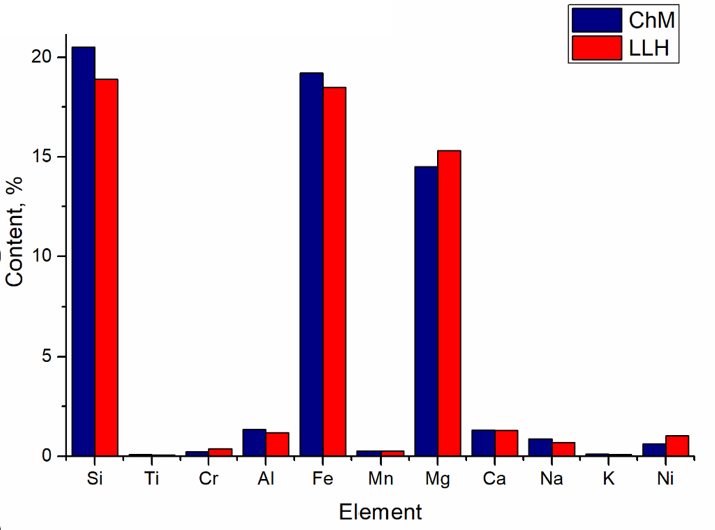 ChM
LLH
20
15
10
5
0
Content, %
Si Ti Cr Al Fe Mn Mg Ca Na K Ni
Element